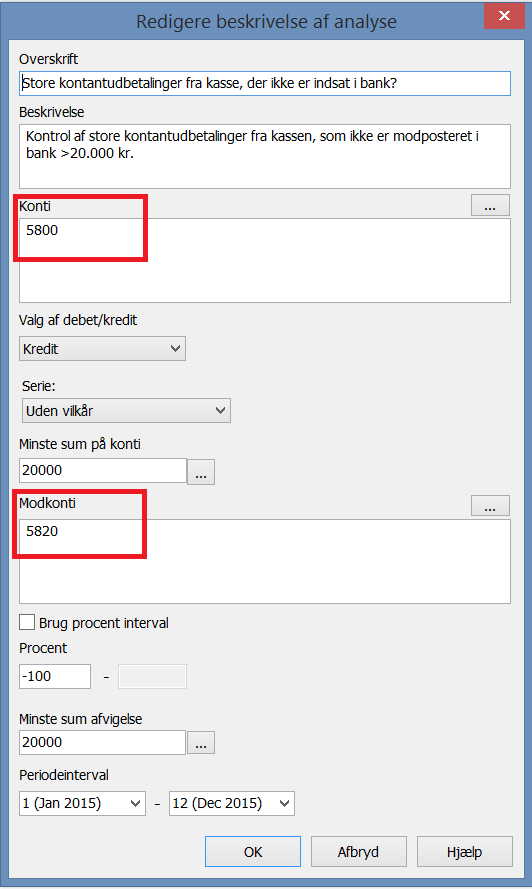 Redigere beskrivelse af analyse
Overskrift
Store kontantudbetalinger fra kasse, der ikke er indsat i bank?
Beskrivelse
Kontrol af store kontantudbetalinger fra kassen, som ikke er modposteret i
bank >20.000 kr.
Konti
...
5800
Valg af debet/kredit
Kredit
Serie:
Uden vilkår
Minste sum på konti
20000
...
Modkonti
...
5820
Brug procent interval
Procent
-100 -
Minste sum afvigelse
20000
...
Periodeinterval
1 (Jan 2015) - 12 (Dec 2015)
OK Afbryd Hjælp